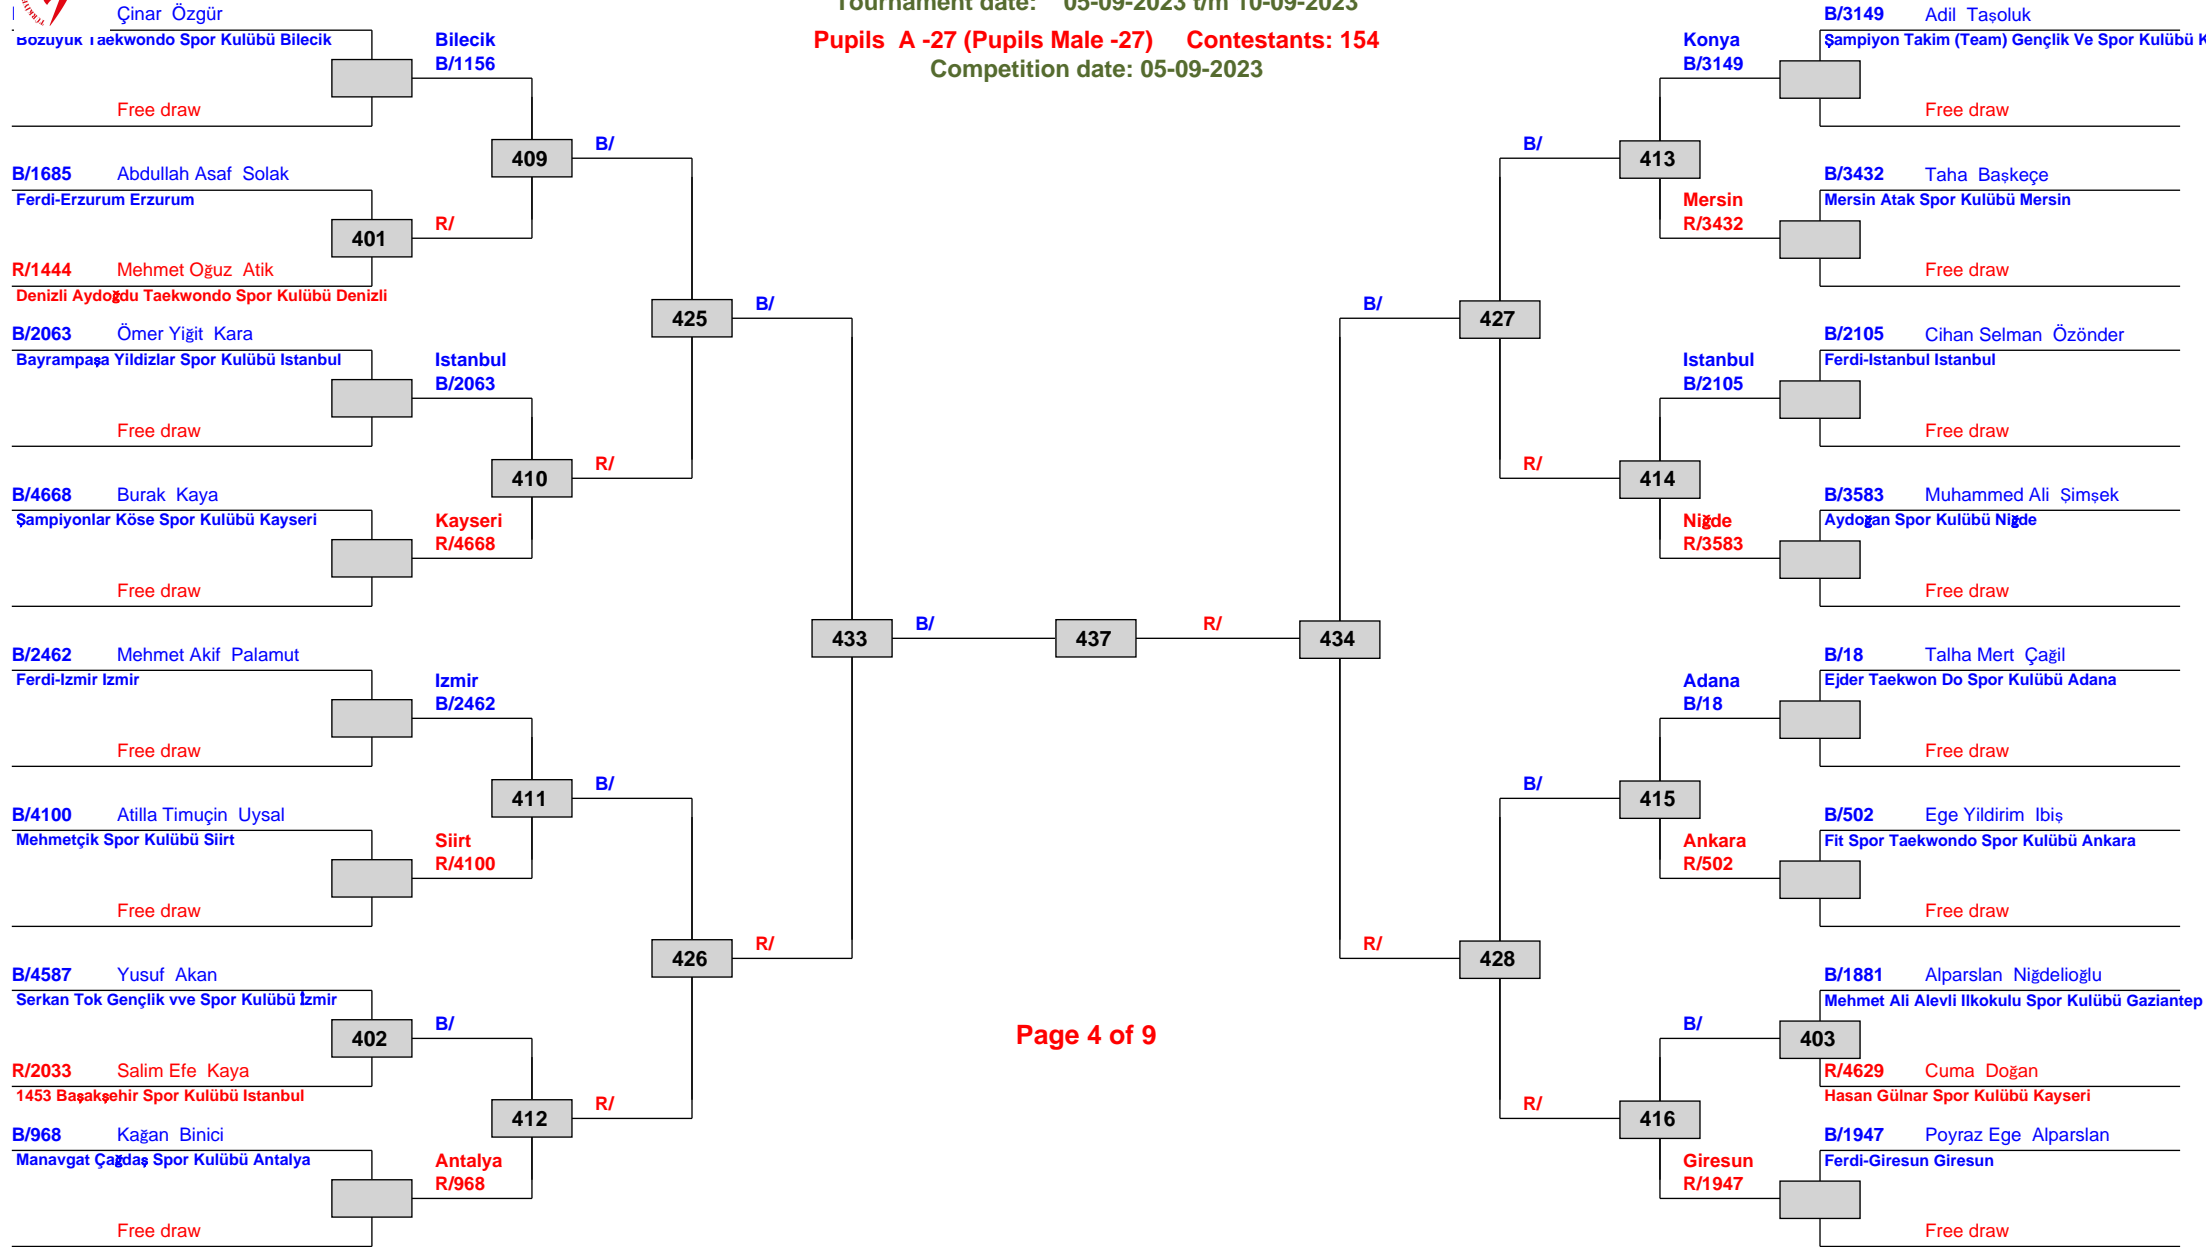 Tournament date: 05-09-2023 t/m 10-09-2023
Pupils A -27 (Pupils Male -27) Contestants: 154
Competition date: 05-09-2023
Çinar Özgür
Bozüyük Taekwondo Spor Kulübü Bilecik
Bilecik
B/1156
Free draw
409
B/
B/1685 Abdullah Asaf Solak
Ferdi-Erzurum Erzurum
401
R/
R/1444 Mehmet Oğuz Atik
Denizli Aydoğdu Taekwondo Spor Kulübü Denizli
425
B/
B/2063 Ömer Yiğit Kara
Bayrampaşa Yildizlar Spor Kulübü Istanbul
Istanbul
B/2063
Free draw
410
R/
B/4668 Burak Kaya
Şampiyonlar Köse Spor Kulübü Kayseri
Kayseri
R/4668
Free draw
433
B/
437
B/2462 Mehmet Akif Palamut
Ferdi-Izmir Izmir
Izmir
B/2462
Free draw
411
B/
B/4100 Atilla Timuçin Uysal
Mehmetçik Spor Kulübü Siirt
Siirt
R/4100
Free draw
426
R/
B/4587 Yusuf Akan
Serkan Tok Gençlik vve Spor Kulübü İzmir
402
B/
R/2033 Salim Efe Kaya
1453 Başakşehir Spor Kulübü Istanbul
412
R/
B/968 Kağan Binici
Manavgat Çağdaş Spor Kulübü Antalya
Antalya
R/968
Free draw
B/3149 Adil Taşoluk
Şampiyon Takim (Team) Gençlik Ve Spor Kulübü K
Konya
B/3149
Free draw
B/
413
B/3432 Taha Başkeçe
Mersin Atak Spor Kulübü Mersin
Mersin
R/3432
Free draw
B/
427
B/2105 Cihan Selman Özönder
Ferdi-Istanbul Istanbul
Istanbul
B/2105
Free draw
R/
414
B/3583 Muhammed Ali Şimşek
Aydoğan Spor Kulübü Niğde
Niğde
R/3583
Free draw
R/
434
B/18 Talha Mert Çağil
Ejder Taekwon Do Spor Kulübü Adana
Adana
B/18
Free draw
B/
415
B/502 Ege Yildirim Ibiş
Fit Spor Taekwondo Spor Kulübü Ankara
Ankara
R/502
Free draw
R/
428
B/1881 Alparslan Niğdelioğlu
Mehmet Ali Alevli Ilkokulu Spor Kulübü Gaziantep
B/
403
R/4629 Cuma Doğan
Hasan Gülnar Spor Kulübü Kayseri
R/
416
B/1947 Poyraz Ege Alparslan
Ferdi-Giresun Giresun
Giresun
R/1947
Free draw
Page 4 of 9